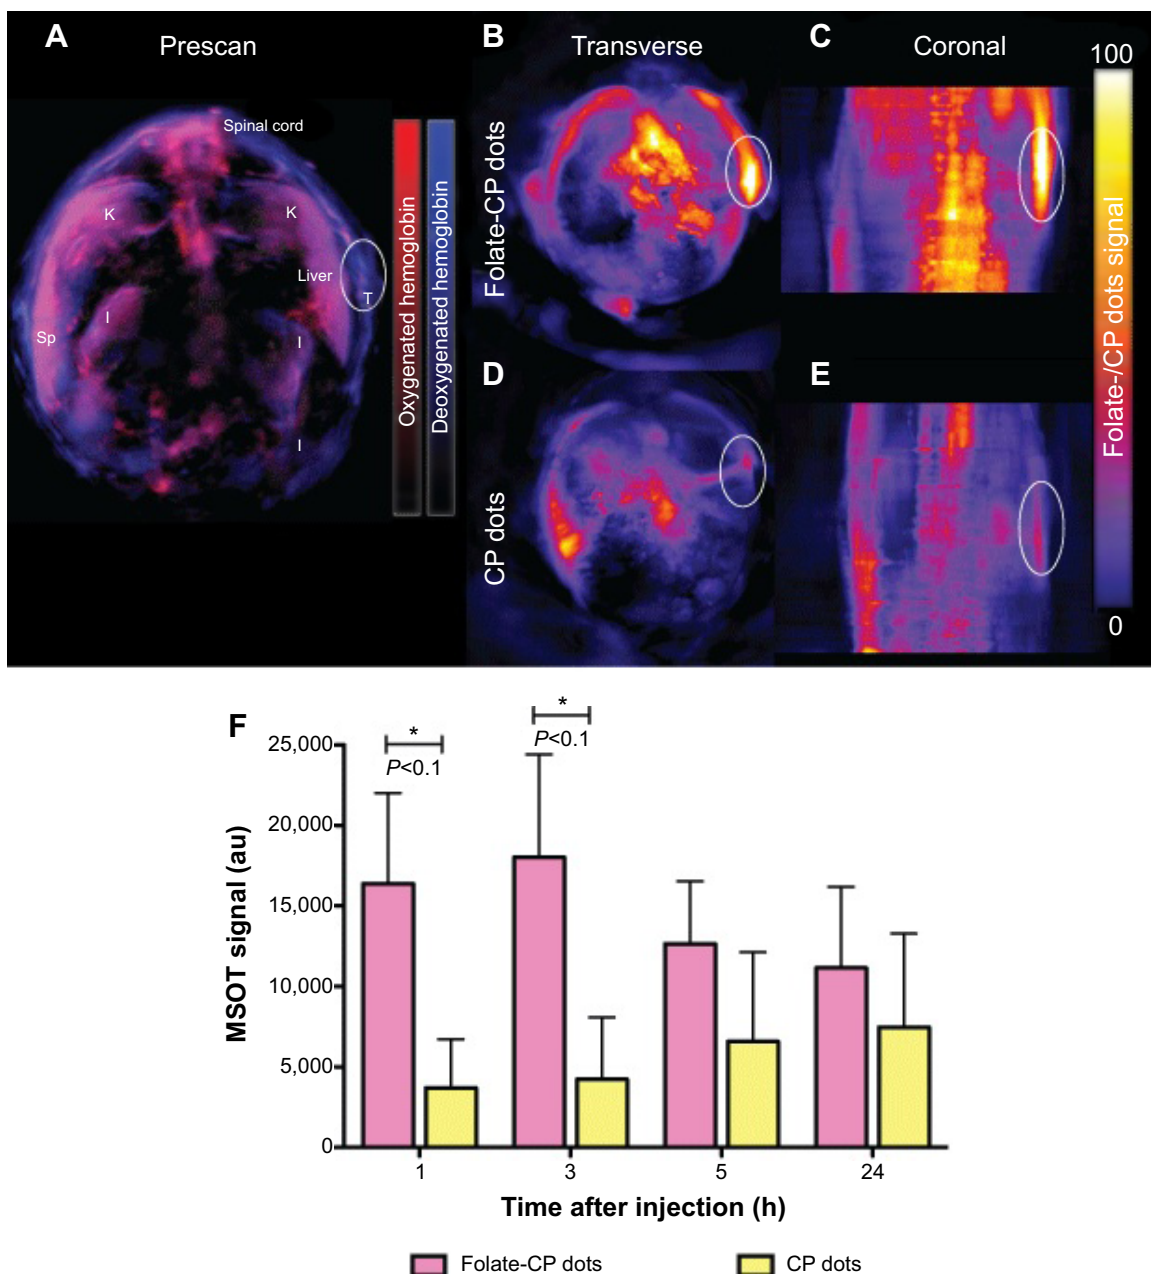 A
Prescan
Spinal cord
K
K
Liver
T
Sp
I
I
I
Oxygenated hemoglobin
Deoxygenated hemoglobin
B
Transverse
C
Coronal
Folate-CP dots
D
E
CP dots
100
Folate-/CP dots signal
0
F
*
P<0.1
*
P<0.1
MSOT signal (au)
25,000
20,000
15,000
10,000
5,000
0
1
3
5
24
Time after injection (h)
Folate-CP dots
CP dots